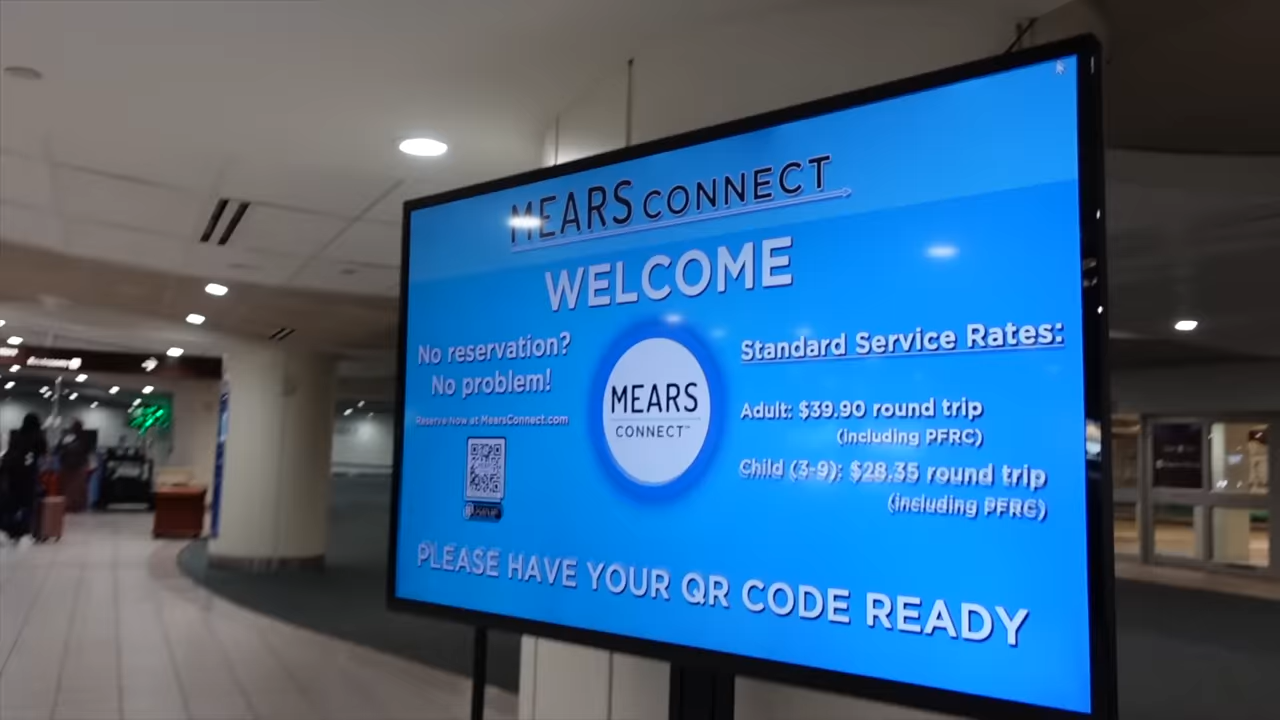 MEARS CONNECT
WELCOME
No reservation?
No problem!
Reserve Now at MearsConnect.com
MEARS
CONNECT™
Standard Service Rates:
Adult: $39.90 round trip
(including PFRC)
Child (3-9): $28.35 round trip
(including PFRC)
PLEASE HAVE YOUR QR CODE READY